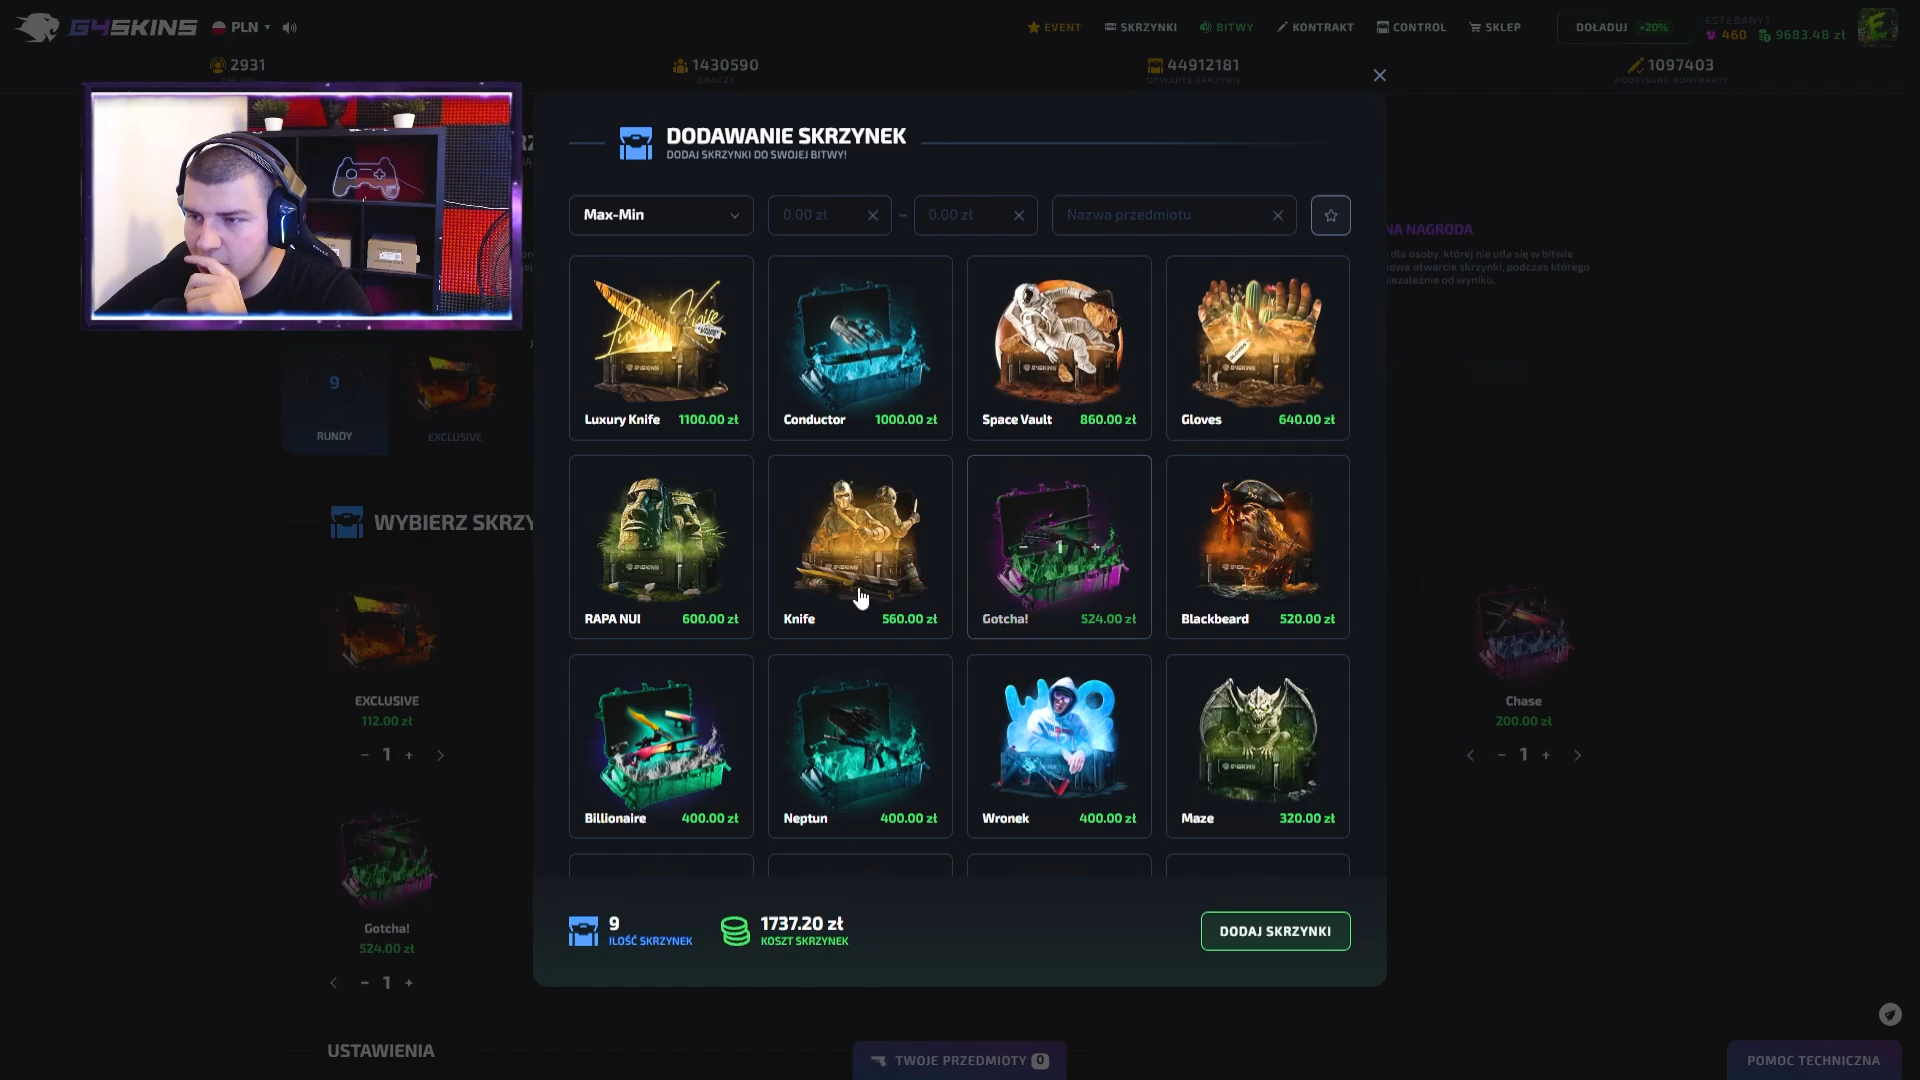 G4SKINS
PLN
EVENT
SKRZYNKI
BITWY
KONTRAKT
CONTROL
SKLEP
DOŁADUJ +20%
ESTEBANYT
460 9683.48 zł
2931
ONLINE
1430590
GRACZY
44912181
OTWARTE SKRZYNIE
1097403
PODPISANE KONTRAKTY
DODAWANIE SKRZYNEK
DODAJ SKRZYNKI DO SWOJEJ BITWY!
Max-Min
0.00 zł
–
0.00 zł
Nazwa przedmiotu
NA NAGRODA
dla osoby, której nie uda się w bitwie
kowe otwarcie skrzynki, podczas którego
niezależnie od wyniku.
Luxury Knife 1100.00 zł
Conductor 1000.00 zł
Space Vault 860.00 zł
Gloves 640.00 zł
9
RUNDY
EXCLUSIVE
WYBIERZ SKRZY
RAPA NUI 600.00 zł
Knife 560.00 zł
– 1 +
Gotcha! 524.00 zł
Blackbeard 520.00 zł
EXCLUSIVE
112.00 zł
– 1 +
Chase
200.00 zł
– 1 +
Billionaire 400.00 zł
Neptun 400.00 zł
Wronek 400.00 zł
Maze 320.00 zł
Gotcha!
524.00 zł
– 1 +
9
ILOŚĆ SKRZYNEK
1737.20 zł
KOSZT SKRZYNEK
DODAJ SKRZYNKI
USTAWIENIA
TWOJE PRZEDMIOTY 0
POMOC TECHNICZNA